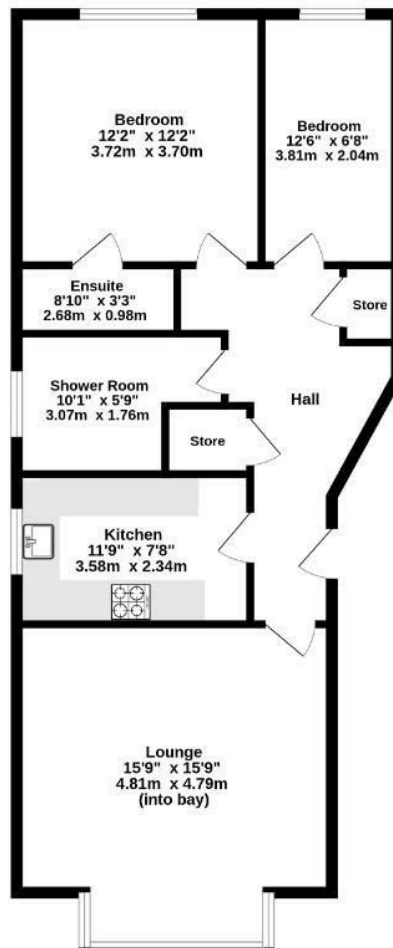 Bedroom
12'2" x 12'2"
3.72m x 3.70m
Bedroom
12'6" x 6'8"
3.81m x 2.04m
Ensuite
8'10" x 3'3"
2.68m x 0.98m
Store
Shower Room
10'1" x 5'9"
3.07m x 1.76m
Hall
Store
Kitchen
11'9" x 7'8"
3.58m x 2.34m
Lounge
15'9" x 15'9"
4.81m x 4.79m
(into bay)